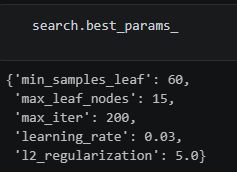 search.best_params_
{'min_samples_leaf': 60,
 'max_leaf_nodes': 15,
 'max_iter': 200,
 'learning_rate': 0.03,
 'l2_regularization': 5.0}